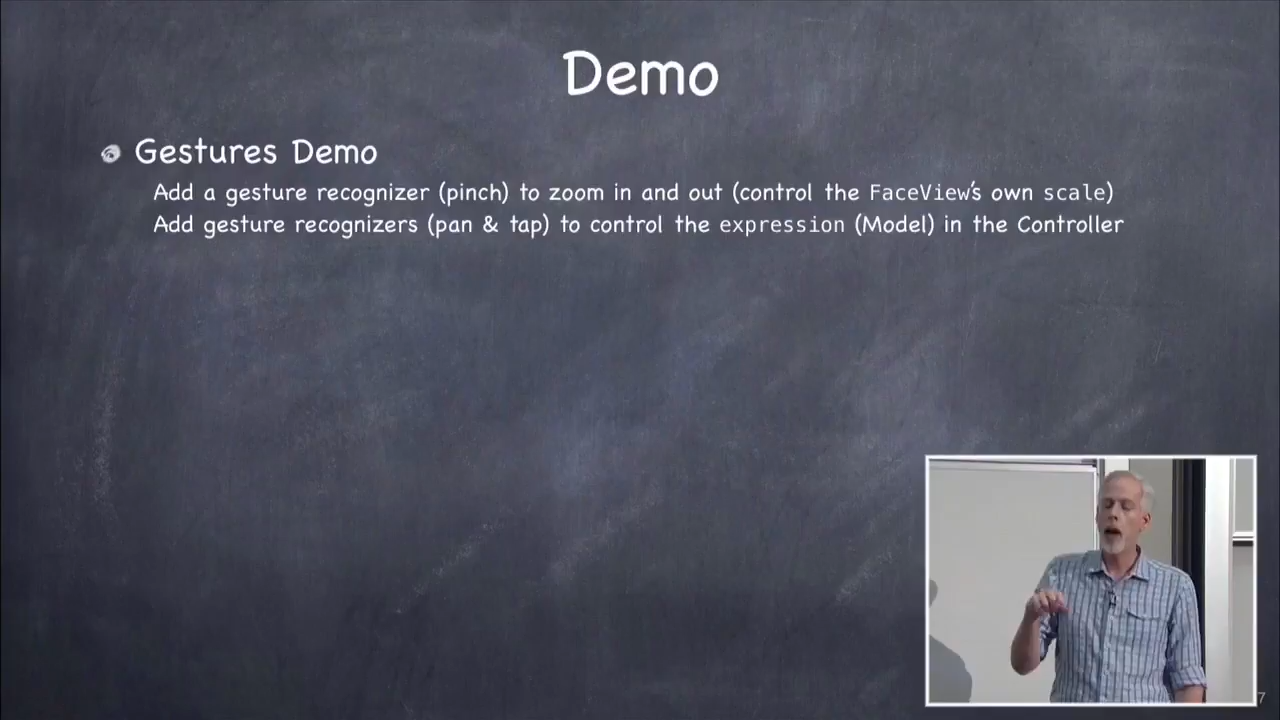 Demo
Gestures Demo
Add a gesture recognizer (pinch) to zoom in and out (control the FaceView's own scale)
Add gesture recognizers (pan & tap) to control the expression (Model) in the Controller
7